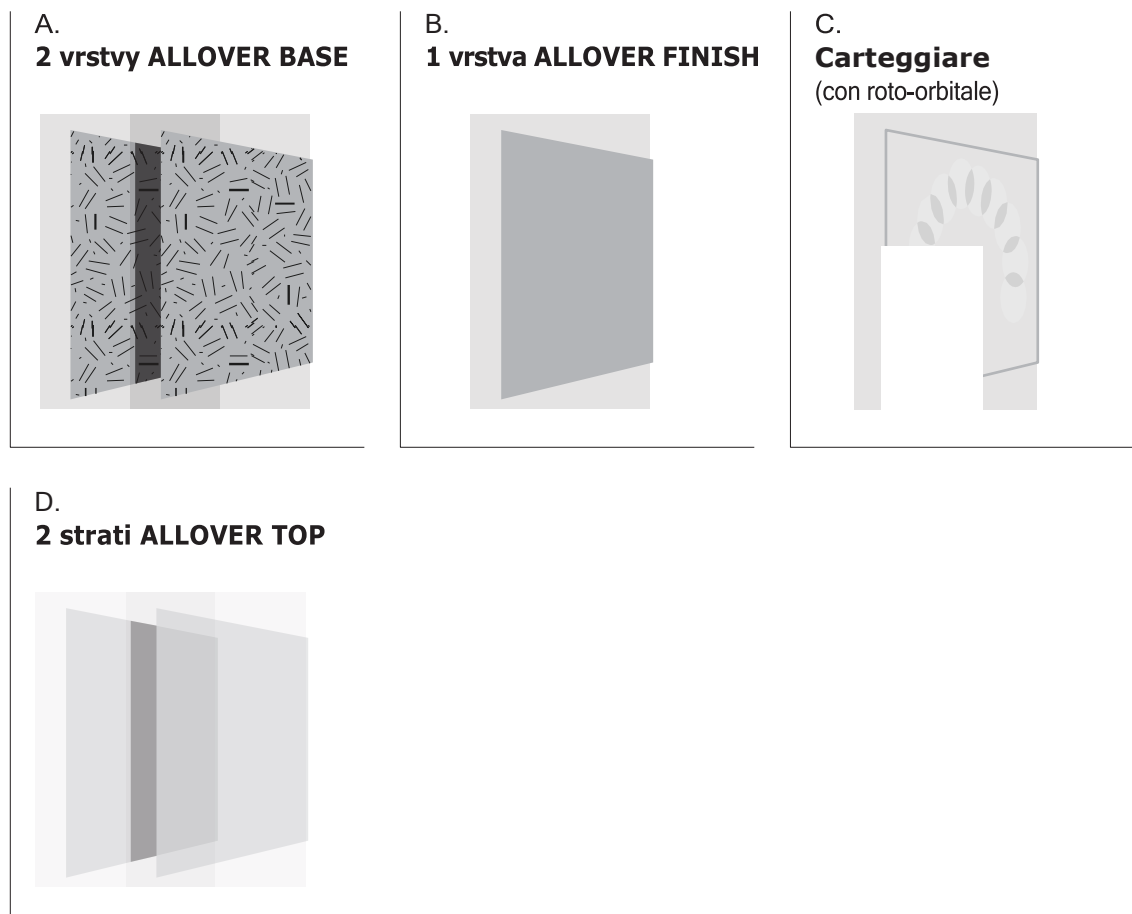 A.
2 vrstvy ALLOVER BASE
B.
1 vrstva ALLOVER FINISH
C.
Carteggiare
(con roto-orbitale)
D.
2 strati ALLOVER TOP